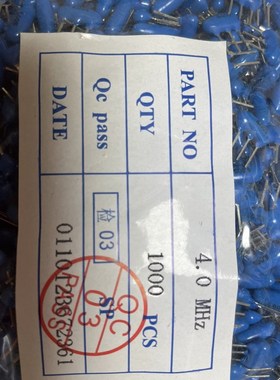 PART NO 4.0 MHz
QTY 1000 PCS
Qc pass 检 03 SP
DATE
QC
03